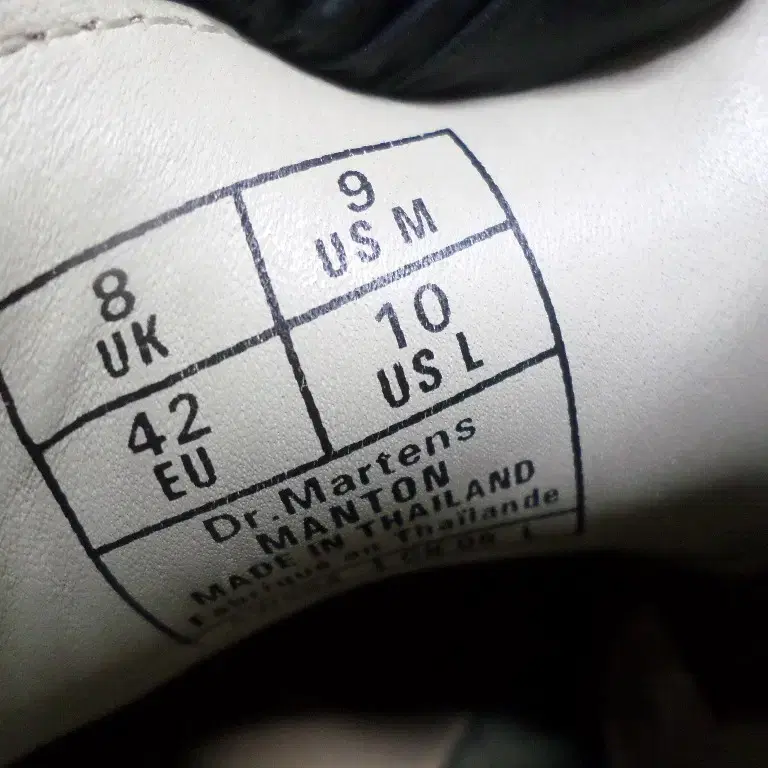 8
UK
9
US M
42
EU
10
US L
Dr.Martens
MANTON
MADE IN THAILAND
Fabriqué en Thaïlande